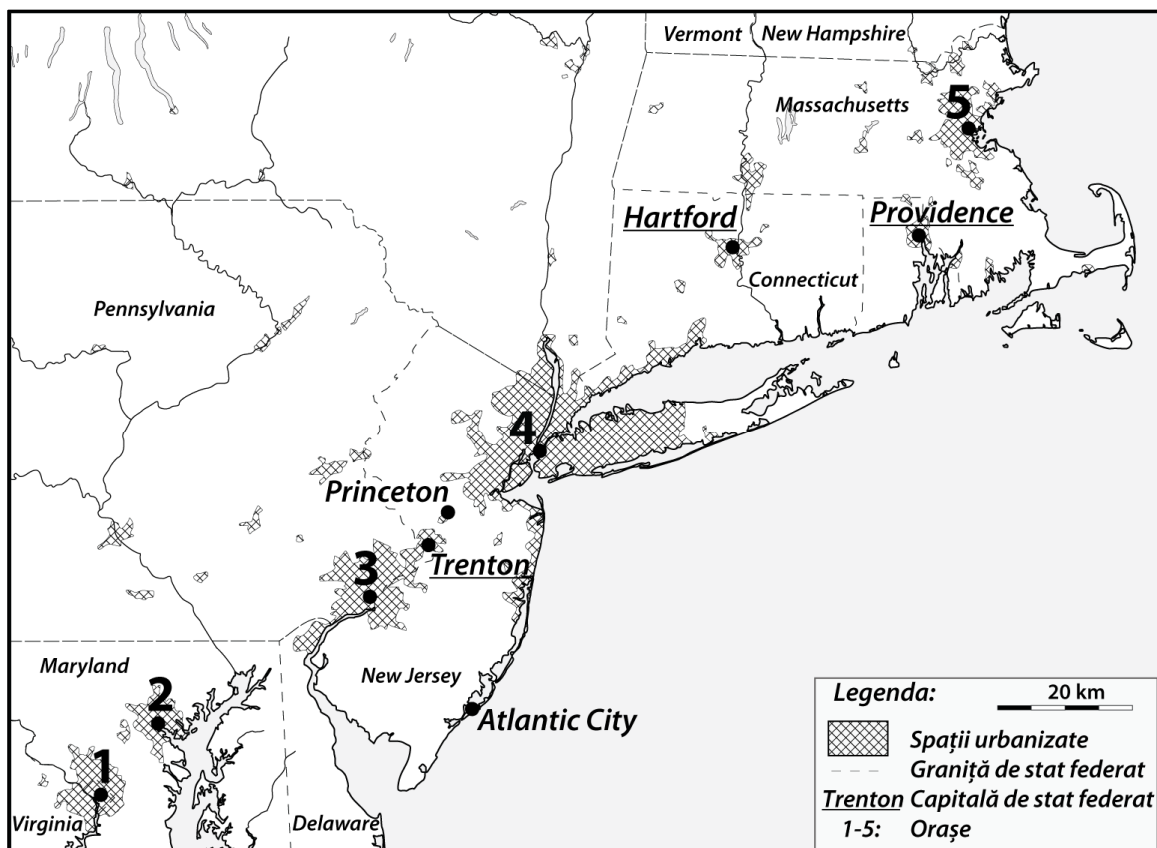 Vermont
New Hampshire
Massachusetts
5
Hartford
Providence
Connecticut
Pennsylvania
4
Princeton
3
Trenton
Maryland
New Jersey
2
Atlantic City
1
Virginia
Delaware
Legenda:
20 km
Spații urbanizate
Graniță de stat federat
Trenton Capitală de stat federat
1-5: Orașe